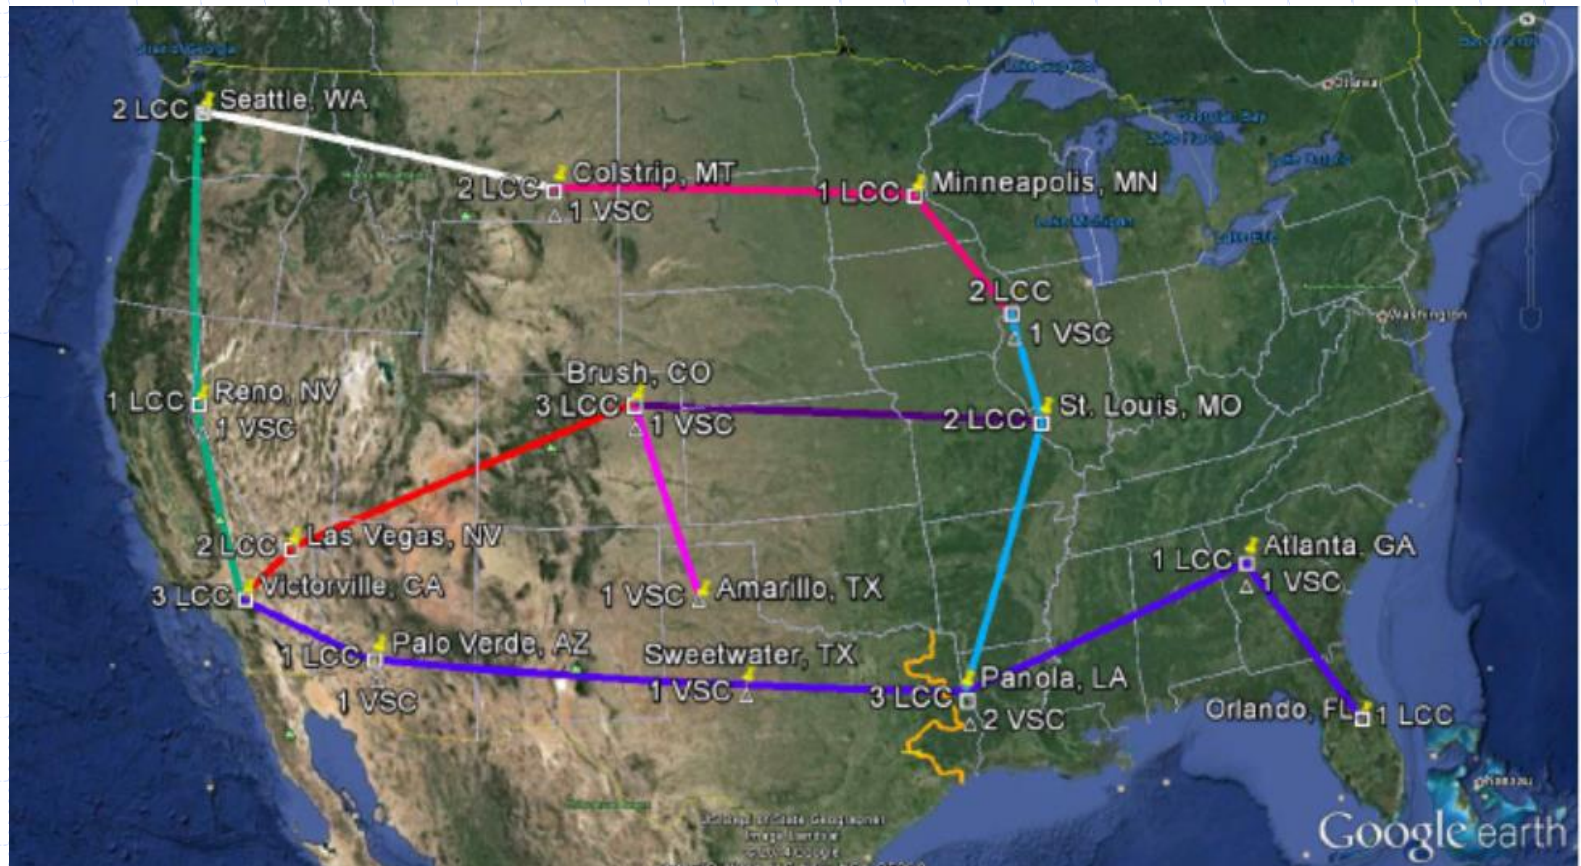 Ottawa
2 LCC Seattle, WA
Colstrip, MT
2 LCC
1 VSC
1 LCC Minneapolis, MN
Lake Michigan
2 LCC
1 VSC
Washington
Brush, CO
3 LCC
1 VSC
1 LCC Reno, NV
1 VSC
2 LCC St. Louis, MO
2 LCC Las Vegas, NV
3 LCC Victorville, CA
1 VSC Amarillo, TX
1 LCC Atlanta, GA
1 VSC
Palo Verde, AZ
1 LCC
1 VSC
Sweetwater, TX
1 VSC
Panola, LA
3 LCC
2 VSC
Orlando, FL 1 LCC
Google earth